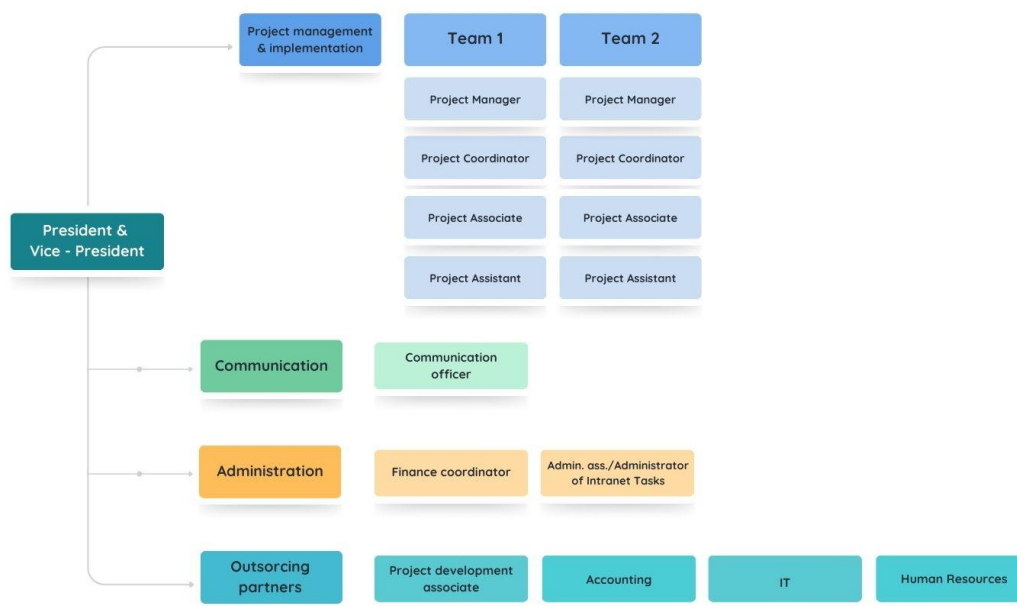 Project management
& implementation
Team 1
Team 2
Project Manager
Project Manager
Project Coordinator
Project Coordinator
Project Associate
Project Associate
Project Assistant
Project Assistant
President &
Vice - President
Communication
Communication
officer
Administration
Finance coordinator
Admin. ass./Administrator
of Intranet Tasks
Outsorcing
partners
Project development
associate
Accounting
IT
Human Resources